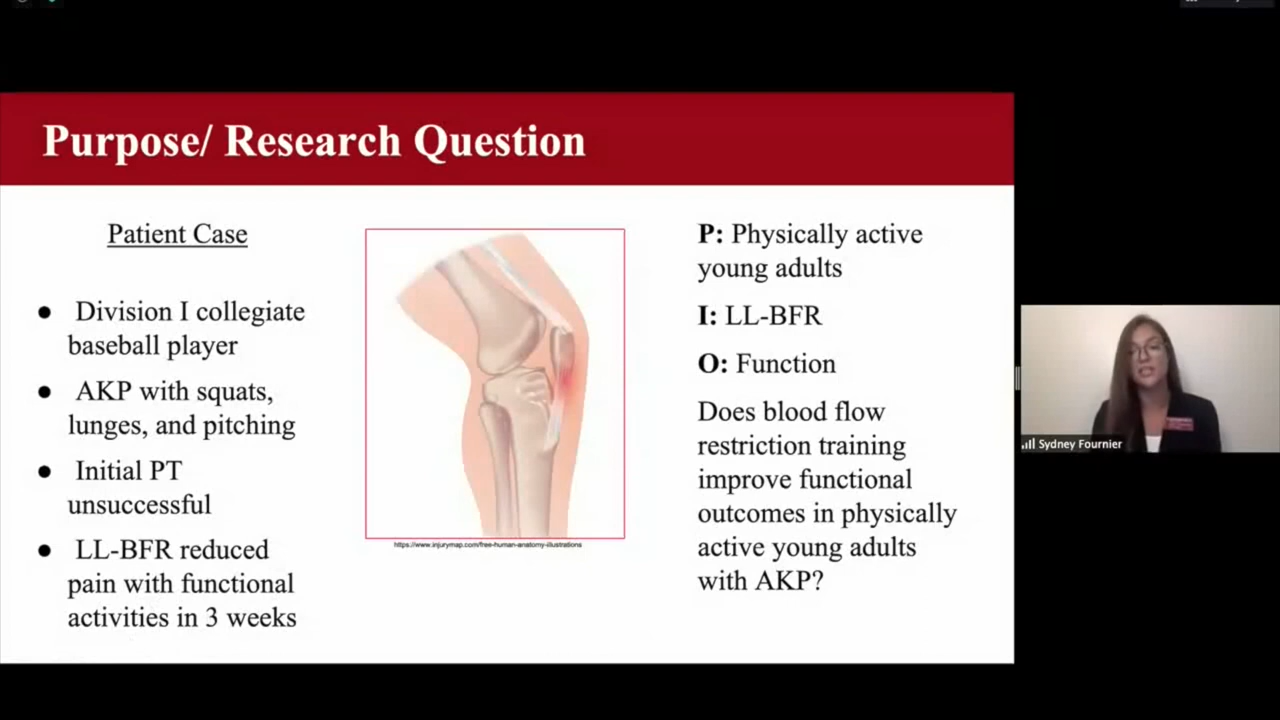 Purpose/ Research Question
Patient Case
● Division I collegiate
baseball player
● AKP with squats,
lunges, and pitching
● Initial PT
unsuccessful
● LL-BFR reduced
pain with functional
activities in 3 weeks
https://www.injurymap.com/free-human-anatomy-illustrations
P: Physically active
young adults
I: LL-BFR
O: Function
Does blood flow
restriction training
improve functional
outcomes in physically
active young adults
with AKP?
Sydney Fournier